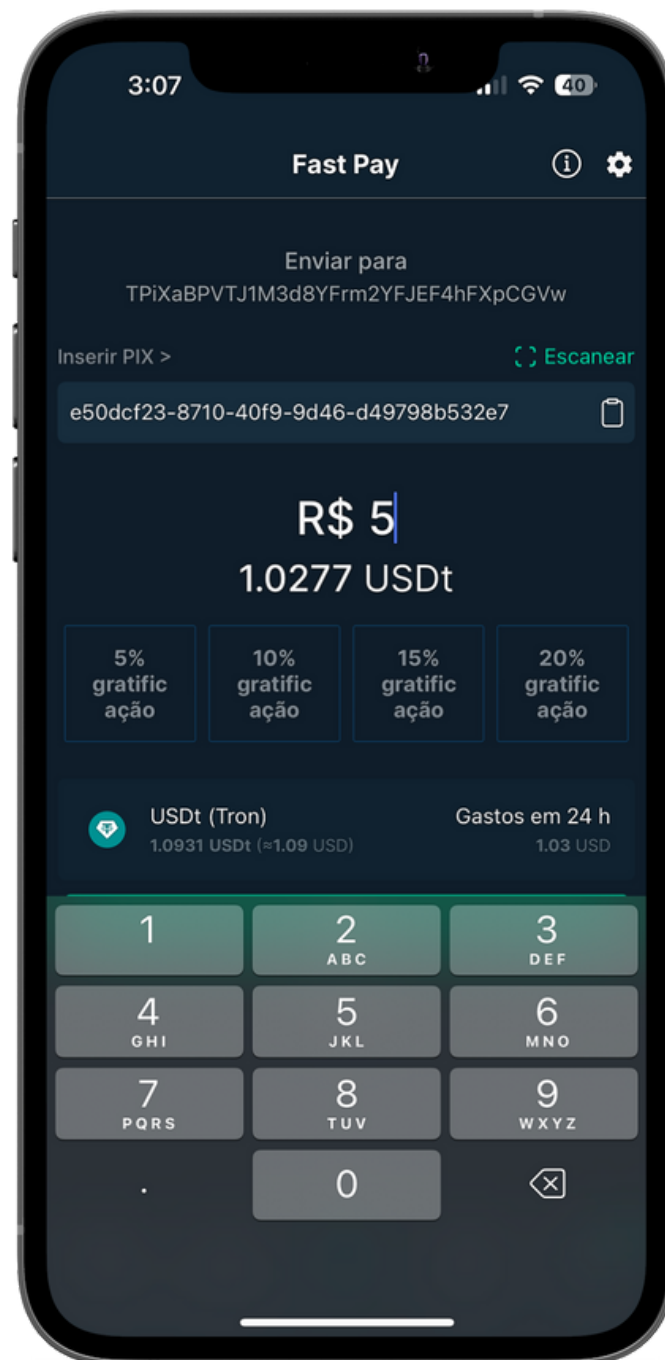 3:07
40
Fast Pay
Enviar para
TPiXaBPVTJ1M3d8YFrm2YFJEF4hFXpCGVw
Inserir PIX >
Escanear
e50dcf23-8710-40f9-9d46-d49798b532e7
R$ 5
1.0277 USDt
5% gratific ação
10% gratific ação
15% gratific ação
20% gratific ação
USDt (Tron)
Gastos em 24 h
1.0931 USDt (≈1.09 USD)
1.03 USD
1
2
ABC
3
DEF
4
GHI
5
JKL
6
MNO
7
PQRS
8
TUV
9
WXYZ
.
0